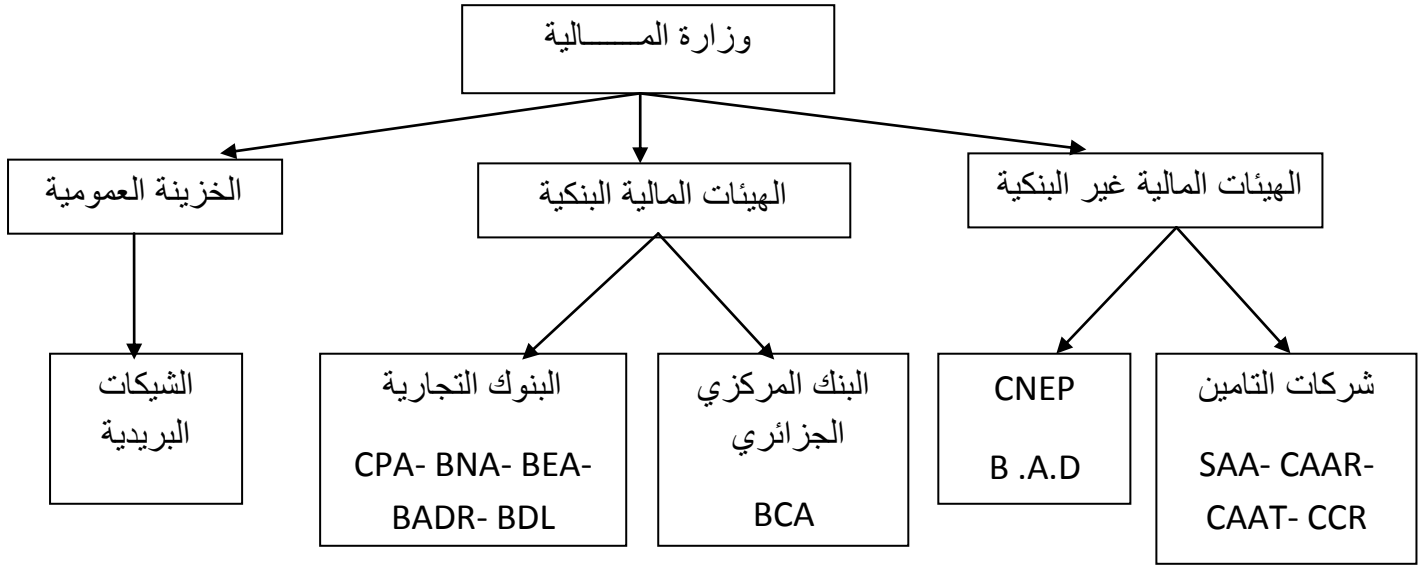 وزارة المـــــــالية
الهيئات المالية غير البنكية
الهيئات المالية البنكية
الخزينة العمومية
شركات التامين
SAA- CAAR-
CAAT- CCR
CNEP
B .A.D
البنك المركزي
الجزائري
BCA
البنوك التجارية
CPA- BNA- BEA-
BADR- BDL
الشيكات
البريدية